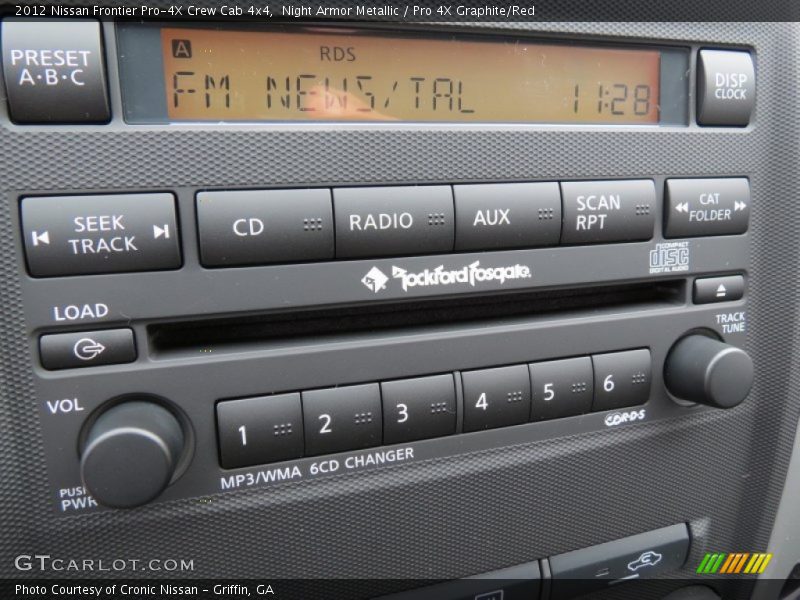 2012 Nissan Frontier Pro-4X Crew Cab 4x4, Night Armor Metallic / Pro 4X Graphite/Red
PRESET
A·B·C
A
RDS
FM NEWS/TAL 11:28
DISP
CLOCK
SEEK
TRACK
CD
RADIO
AUX
SCAN
RPT
CAT
FOLDER
Rockford Fosgate.
COMPACT
disc
DIGITAL AUDIO
LOAD
TRACK
TUNE
VOL
1
2
3
4
5
6
R·D·S
PUSH
PWR
MP3/WMA 6CD CHANGER
GTCARLOT.COM
Photo Courtesy of Cronic Nissan - Griffin, GA